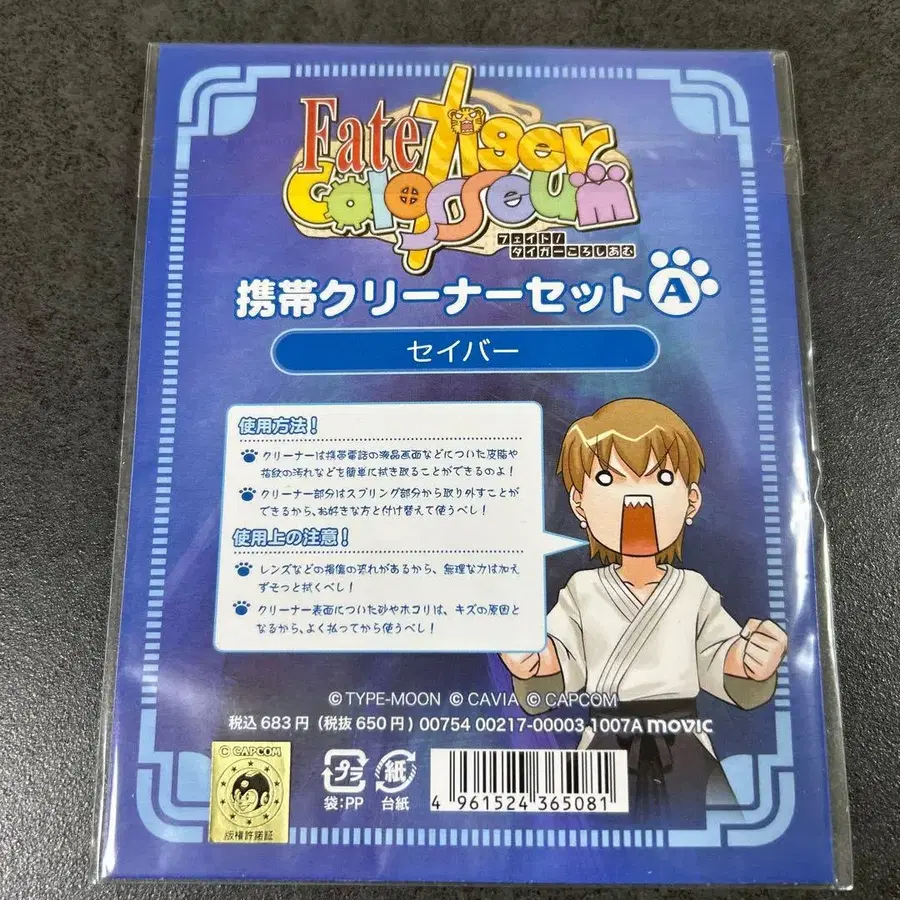 Fate Tiger
Colosseum
フェイト/
タイガーころしあむ
携帯クリーナーセット A
セイバー
使用方法！
クリーナーは携帯電話の液晶画面などについた皮脂や
指紋の汚れなどを簡単に拭き取ることができるのよ！
クリーナー部分はスプリング部分から取り外すことが
できるから、お好きな方と付け替えて使うべし！
使用上の注意！
レンズなどの損傷の恐れがあるから、無理な力は加え
ずそっと拭くべし！
クリーナー表面についた砂やホコリは、キズの原因と
なるから、よく払ってから使うべし！
©TYPE-MOON © CAVIA © CAPCOM
税込 683 円 (税抜 650 円) 00754 00217-00003 1007A movic
© CAPCOM
版権許諾証
プラ
袋:PP
紙
台紙
4 961524 365081